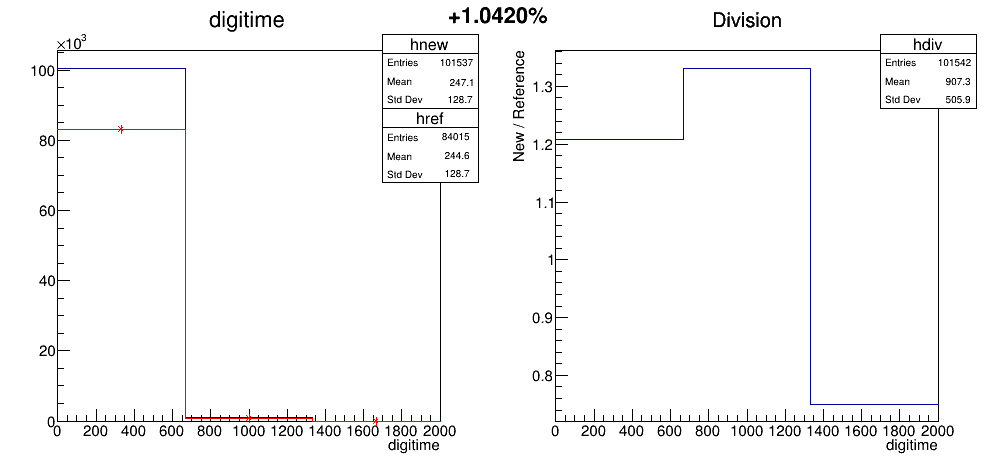 +1.0420%
digitime
×10³
100
80
60
40
20
0
0 200 400 600 800 1000 1200 1400 1600 1800 2000
digitime
hnew
Entries 101537
Mean 247.1
Std Dev 128.7
href
Entries 84015
Mean 244.6
Std Dev 128.7
Division
New / Reference
1.3
1.2
1.1
1
0.9
0.8
0 200 400 600 800 1000 1200 1400 1600 1800 2000
digitime
hdiv
Entries 101542
Mean 907.3
Std Dev 505.9